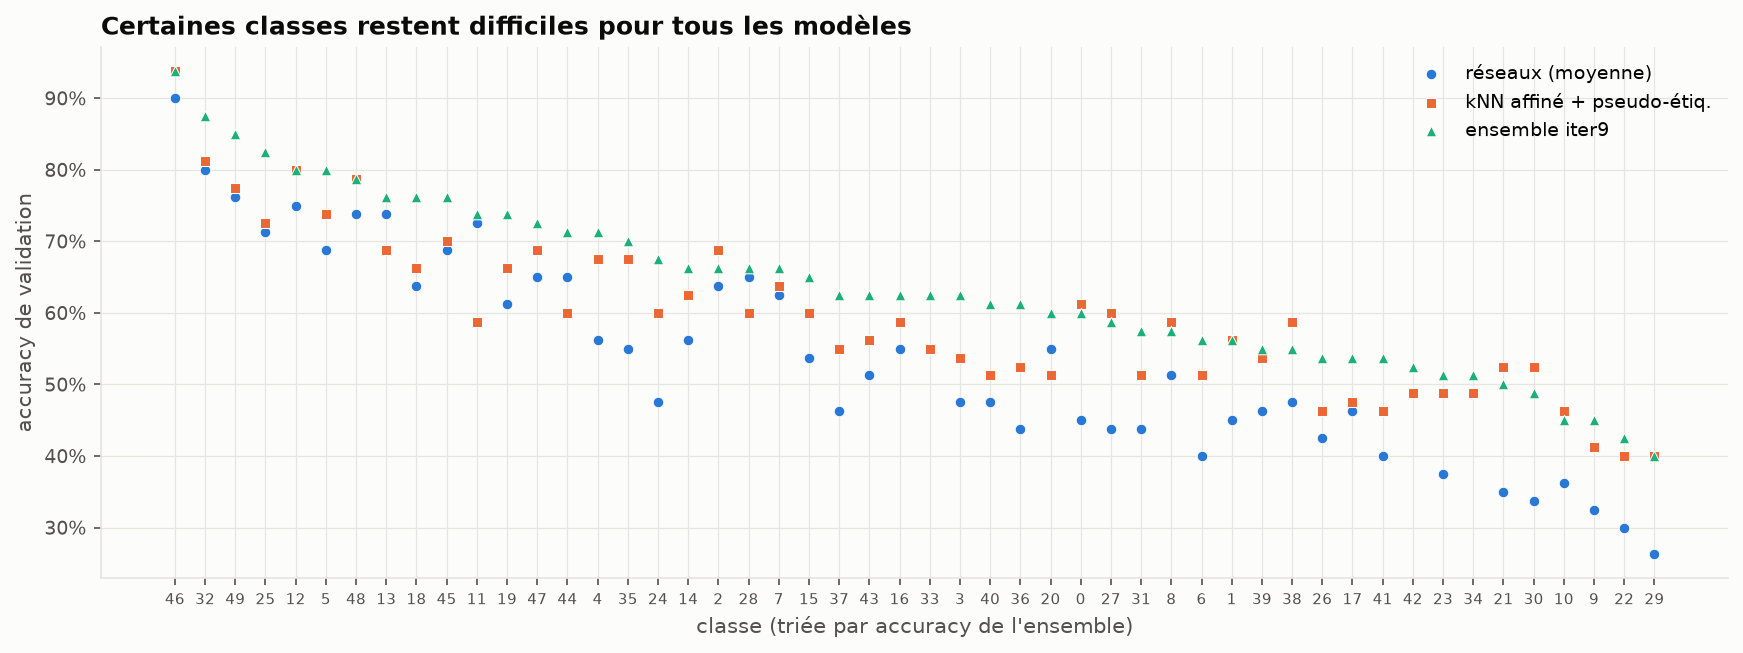 Certaines classes restent difficiles pour tous les modèles
réseaux (moyenne)
kNN affiné + pseudo-étiq.
ensemble iter9
accuracy de validation
90%
80%
70%
60%
50%
40%
30%
46 32 49 25 12 5 48 13 18 45 11 19 47 44 4 35 24 14 2 28 7 15 37 43 16 33 3 40 36 20 0 27 31 8 6 1 39 38 26 17 41 42 23 34 21 30 10 9 22 29
classe (triée par accuracy de l'ensemble)